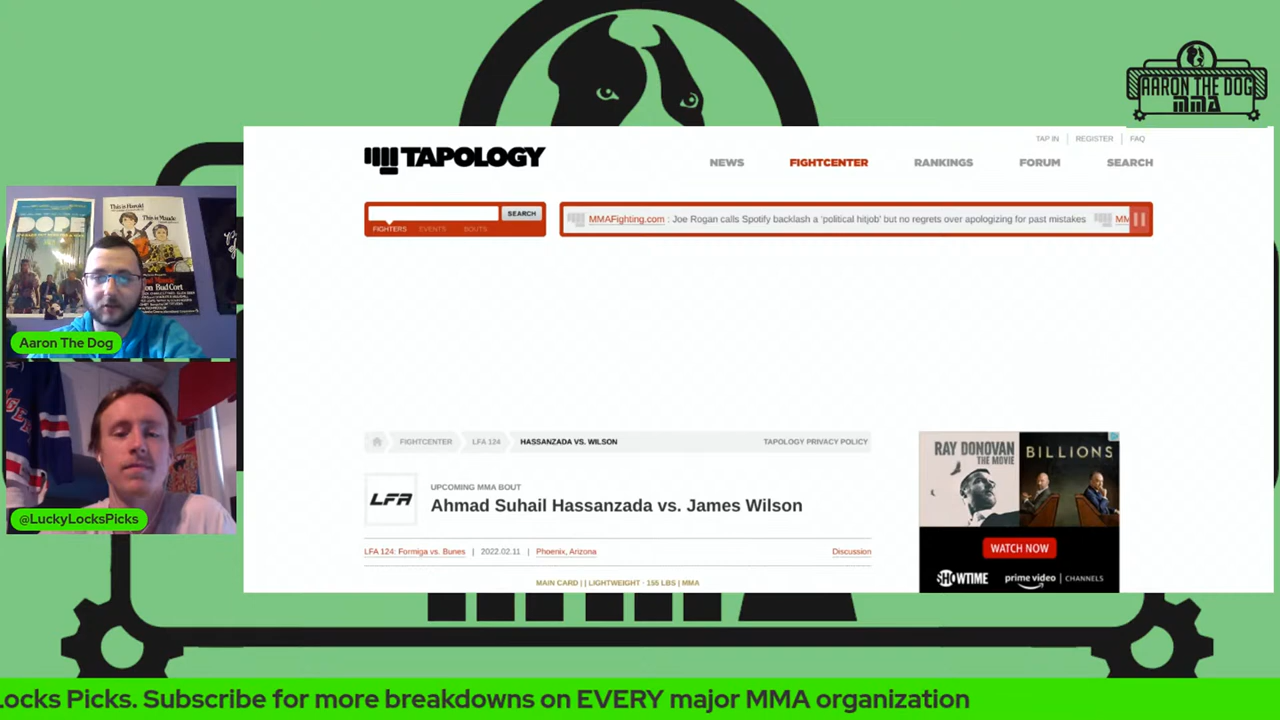 AARON THE DOG
MMA
TAP IN
REGISTER
FAQ
TAPOLOGY
NEWS
FIGHTCENTER
RANKINGS
FORUM
SEARCH
SEARCH
FIGHTERS
EVENTS
BOUTS
MMAFighting.com : Joe Rogan calls Spotify backlash a 'political hitjob' but no regrets over apologizing for past mistakes
MM
DOPE
This is Harold
This is Maude
Bud Cort
Aaron The Dog
@LuckyLocksPicks
FIGHTCENTER
LFA 124
HASSANZADA VS. WILSON
TAPOLOGY PRIVACY POLICY
LFA
UPCOMING MMA BOUT
Ahmad Suhail Hassanzada vs. James Wilson
LFA 124: Formiga vs. Bunes | 2022.02.11 | Phoenix, Arizona
Discussion
MAIN CARD | | LIGHTWEIGHT · 155 LBS | MMA
RAY DONOVAN
THE MOVIE
BILLIONS
WATCH NOW
SHOWTIME
prime video | CHANNELS
ocks Picks. Subscribe for more breakdowns on EVERY major MMA organization